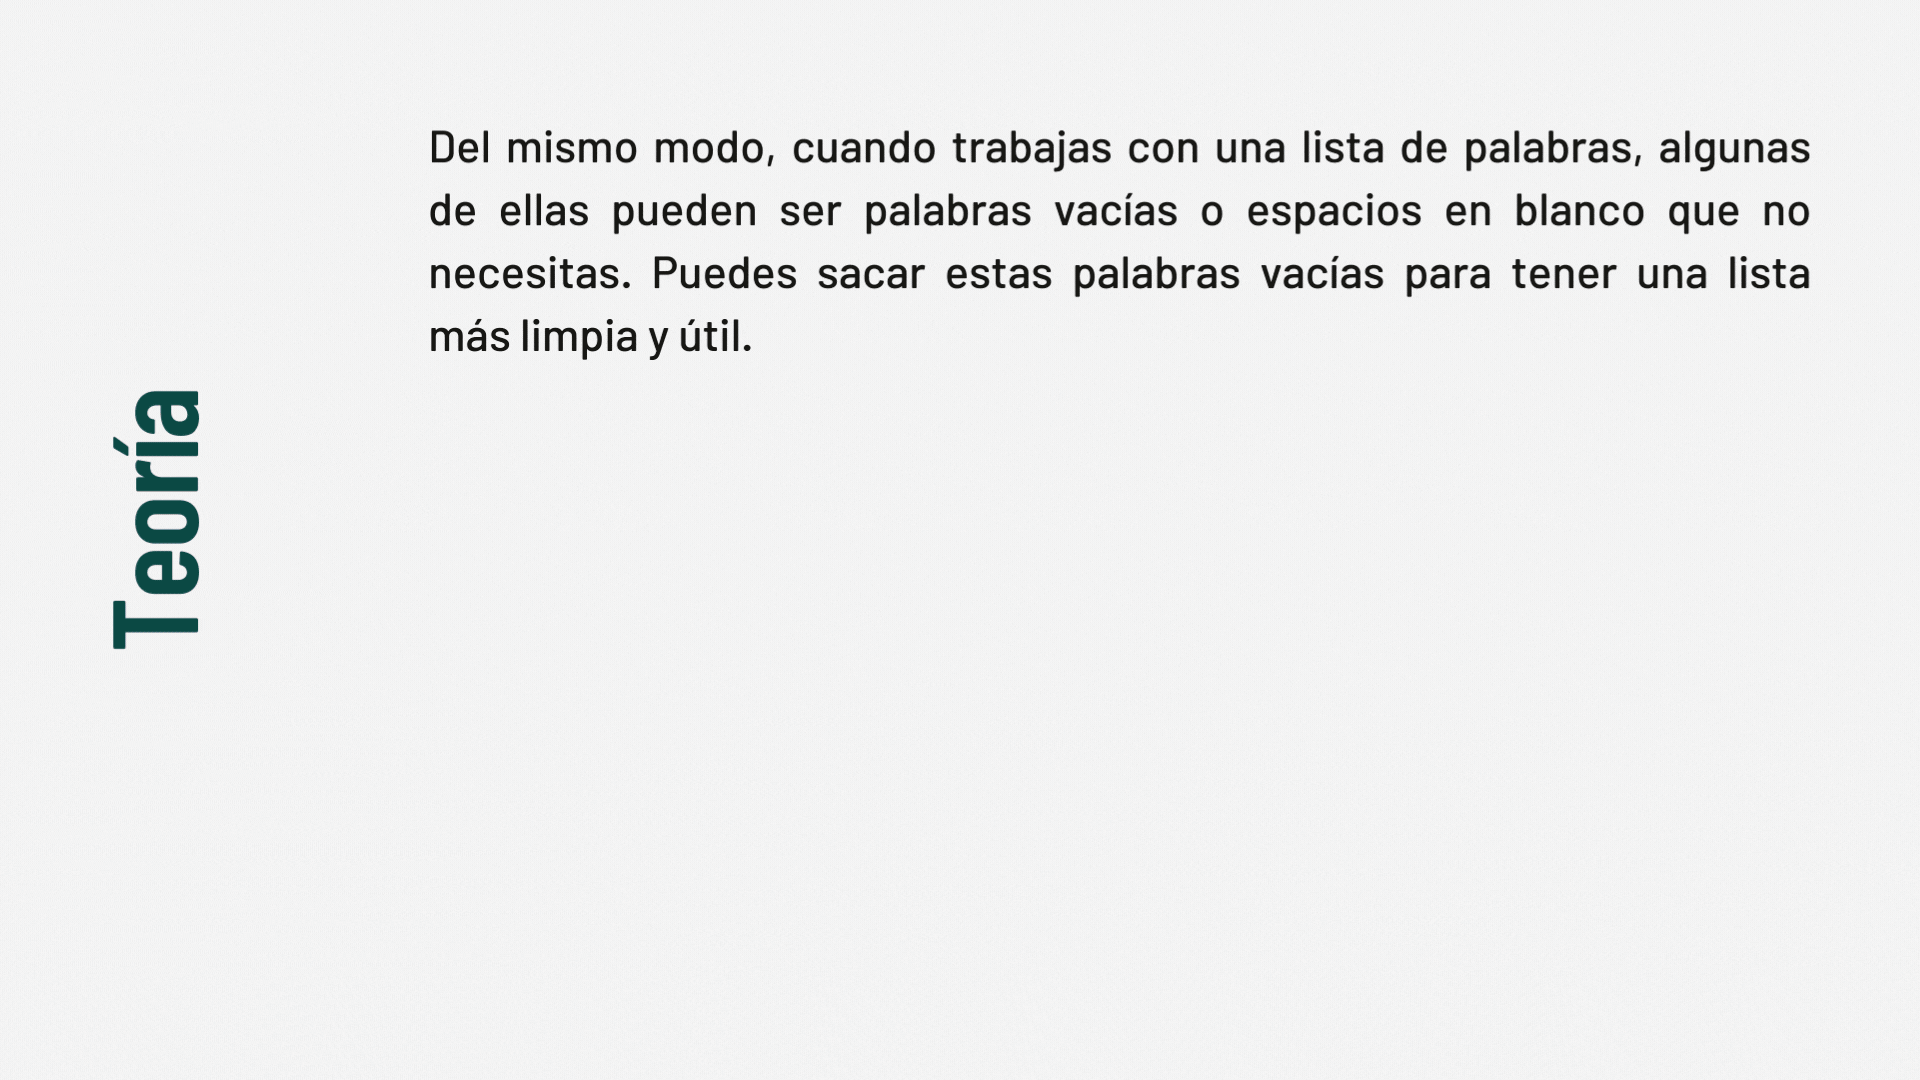 Teoría
Del mismo modo, cuando trabajas con una lista de palabras, algunas
de ellas pueden ser palabras vacías o espacios en blanco que no
necesitas. Puedes sacar estas palabras vacías para tener una lista
más limpia y útil.